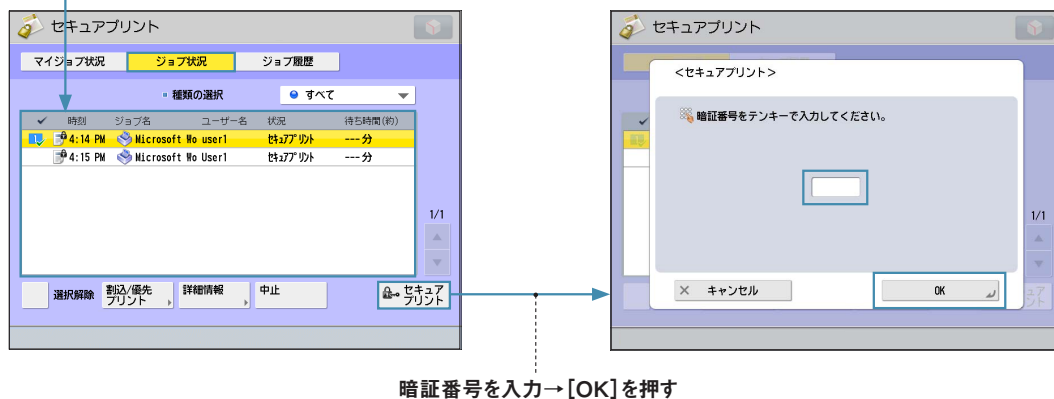 セキュアプリント
マイジョブ状況 ジョブ状況 ジョブ履歴
種類の選択 すべて
時刻 ジョブ名 ユーザー名 状況 待ち時間(約)
1 4:14 PM Microsoft Wo user1 ｾｷｭｱﾌﾟﾘﾝﾄ ---分
4:15 PM Microsoft Wo User1 ｾｷｭｱﾌﾟﾘﾝﾄ ---分
1/1
選択解除 割込/優先プリント 詳細情報 中止 セキュアプリント
セキュアプリント
<セキュアプリント>
暗証番号をテンキーで入力してください。
1/1
× キャンセル OK
暗証番号を入力→[OK]を押す